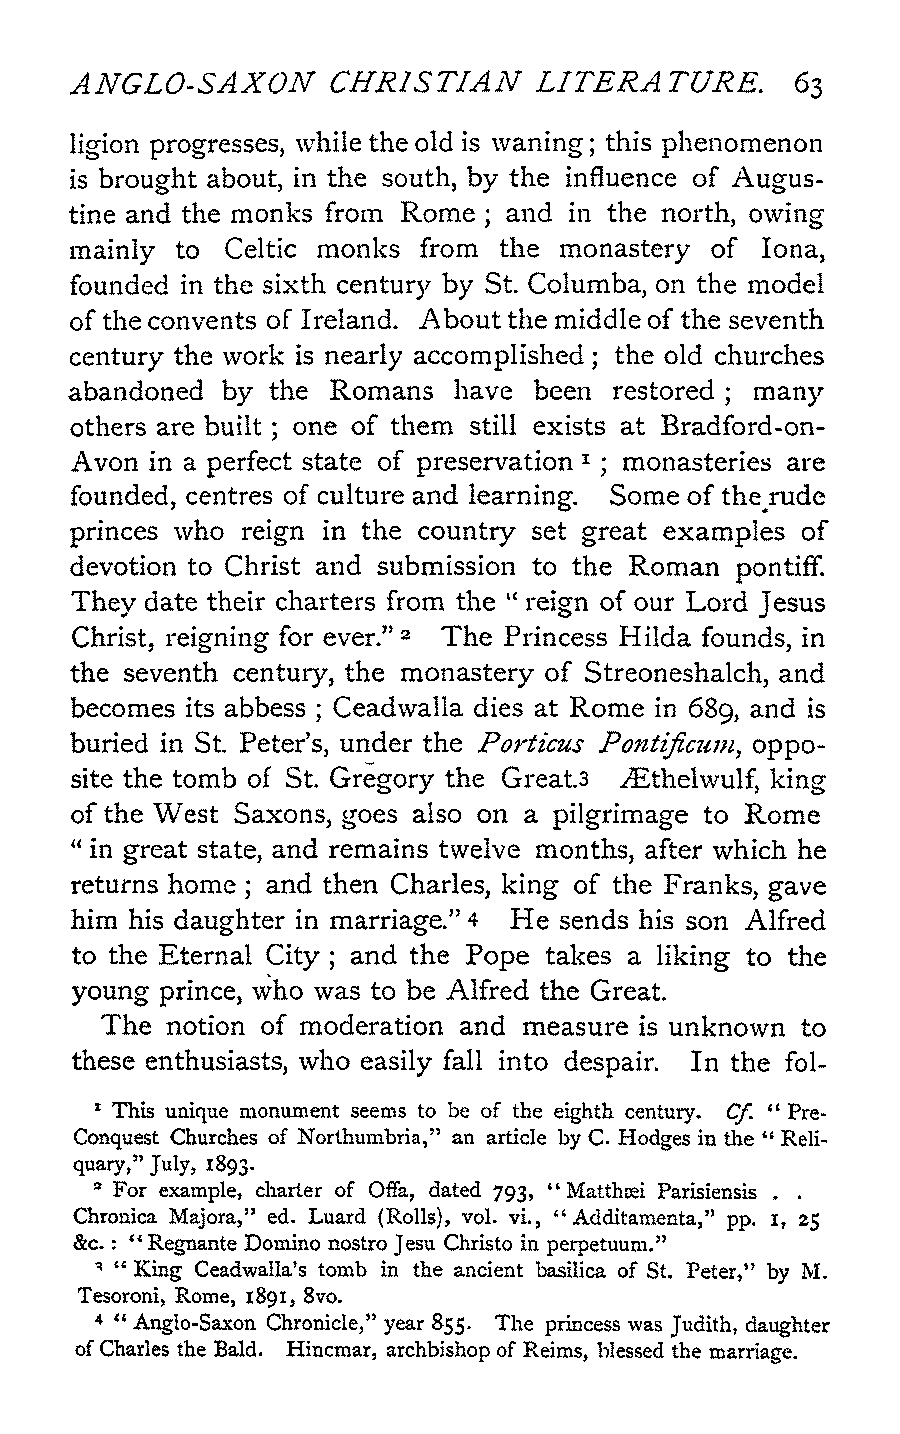 ANGLO-SAXON CHRISTIAN LITERATURE. 63
ligion progresses, while the old is waning; this phenomenon
is brought about, in the south, by the influence of Augus-
tine and the monks from Rome ; and in the north, owing
mainly to Celtic monks from the monastery of Iona,
founded in the sixth century by St. Columba, on the model
of the convents of Ireland. About the middle of the seventh
century the work is nearly accomplished ; the old churches
abandoned by the Romans have been restored ; many
others are built ; one of them still exists at Bradford-on-
Avon in a perfect state of preservation ¹ ; monasteries are
founded, centres of culture and learning. Some of the rude
princes who reign in the country set great examples of
devotion to Christ and submission to the Roman pontiff.
They date their charters from the “ reign of our Lord Jesus
Christ, reigning for ever.” ² The Princess Hilda founds, in
the seventh century, the monastery of Streoneshalch, and
becomes its abbess ; Ceadwalla dies at Rome in 689, and is
buried in St. Peter’s, under the Porticus Pontificum, oppo-
site the tomb of St. Gregory the Great.³ Æthelwulf, king
of the West Saxons, goes also on a pilgrimage to Rome
“ in great state, and remains twelve months, after which he
returns home ; and then Charles, king of the Franks, gave
him his daughter in marriage.” ⁴ He sends his son Alfred
to the Eternal City ; and the Pope takes a liking to the
young prince, who was to be Alfred the Great.
The notion of moderation and measure is unknown to
these enthusiasts, who easily fall into despair. In the fol-
¹ This unique monument seems to be of the eighth century. Cf. “ Pre-
Conquest Churches of Northumbria,” an article by C. Hodges in the “ Reli-
quary,” July, 1893.
² For example, charter of Offa, dated 793, “ Matthœi Parisiensis . .
Chronica Majora,” ed. Luard (Rolls), vol. vi., “ Additamenta,” pp. 1, 25
&c. : “ Regnante Domino nostro Jesu Christo in perpetuum.”
³ “ King Ceadwalla’s tomb in the ancient basilica of St. Peter,” by M.
Tesoroni, Rome, 1891, 8vo.
⁴ “ Anglo-Saxon Chronicle,” year 855. The princess was Judith, daughter
of Charles the Bald. Hincmar, archbishop of Reims, blessed the marriage.